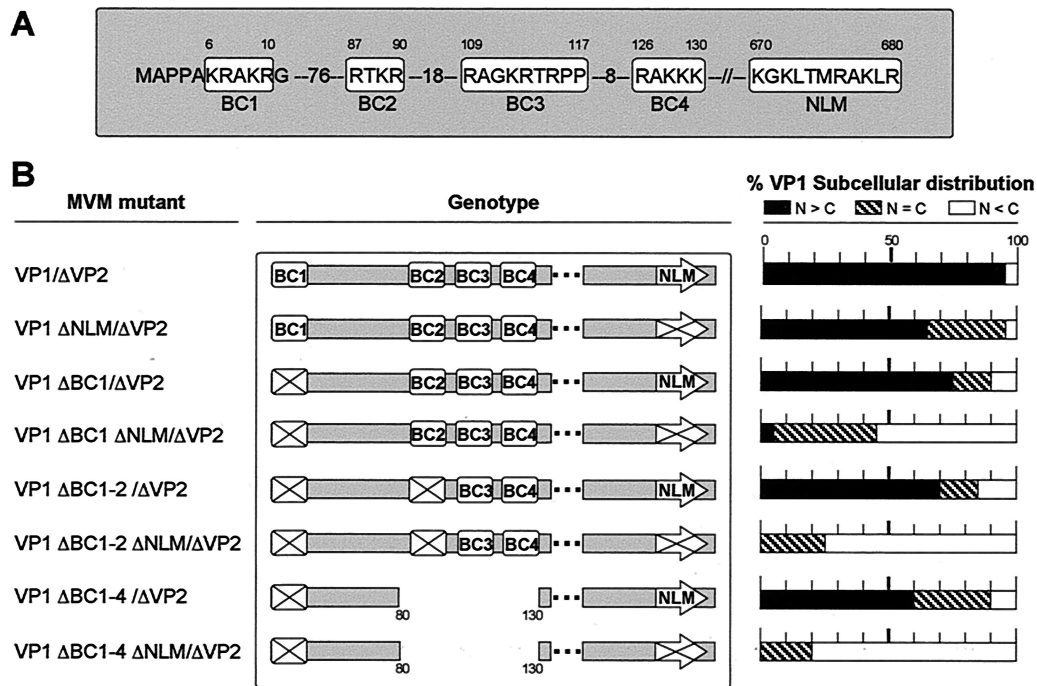 A
6 10 87 90 109 117 126 130 670 680
MAPPAKRAKRG --76-- RTKR --18-- RAGKRTRPP --8-- RAKKK --//-- KGKLTMRAKLR
BC1 BC2 BC3 BC4 NLM
B
% VP1 Subcellular distribution
MVM mutant Genotype
N > C N = C N < C
0 50 100
VP1/ΔVP2 BC1 BC2 BC3 BC4 NLM
VP1 ΔNLM/ΔVP2 BC1 BC2 BC3 BC4
VP1 ΔBC1/ΔVP2 BC2 BC3 BC4 NLM
VP1 ΔBC1 ΔNLM/ΔVP2 BC2 BC3 BC4
VP1 ΔBC1-2 /ΔVP2 BC3 BC4 NLM
VP1 ΔBC1-2 ΔNLM/ΔVP2 BC3 BC4
VP1 ΔBC1-4 /ΔVP2 NLM
80 130
VP1 ΔBC1-4 ΔNLM/ΔVP2
80 130